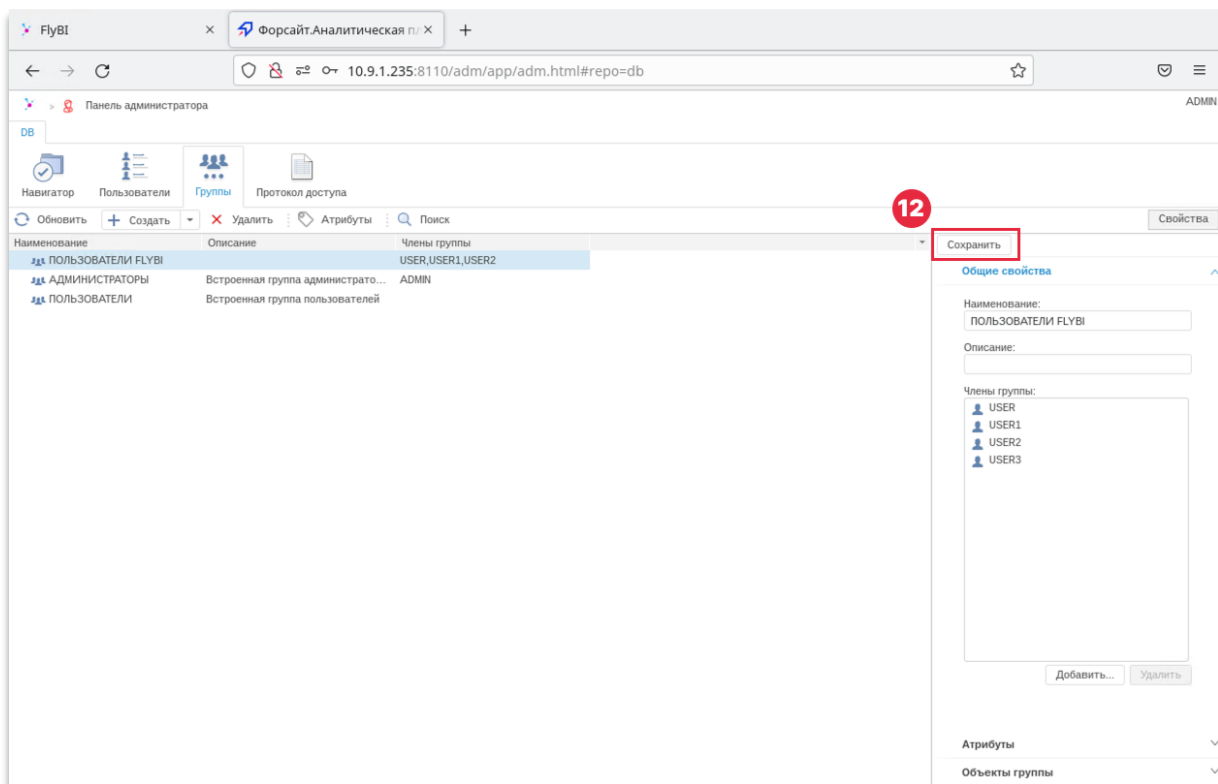 FlyBI
Форсайт.Аналитическая пл
10.9.1.235:8110/adm/app/adm.html#repo=db
Панель администратора
ADMIN
DB
Навигатор
Пользователи
Группы
Протокол доступа
Обновить
Создать
Удалить
Атрибуты
Поиск
12
Свойства
Наименование
Описание
Члены группы
Сохранить
ПОЛЬЗОВАТЕЛИ FLYBI
USER,USER1,USER2
Общие свойства
АДМИНИСТРАТОРЫ
Встроенная группа администрато...
ADMIN
ПОЛЬЗОВАТЕЛИ
Встроенная группа пользователей
Наименование:
ПОЛЬЗОВАТЕЛИ FLYBI
Описание:
Члены группы:
USER
USER1
USER2
USER3
Добавить...
Удалить
Атрибуты
Объекты группы